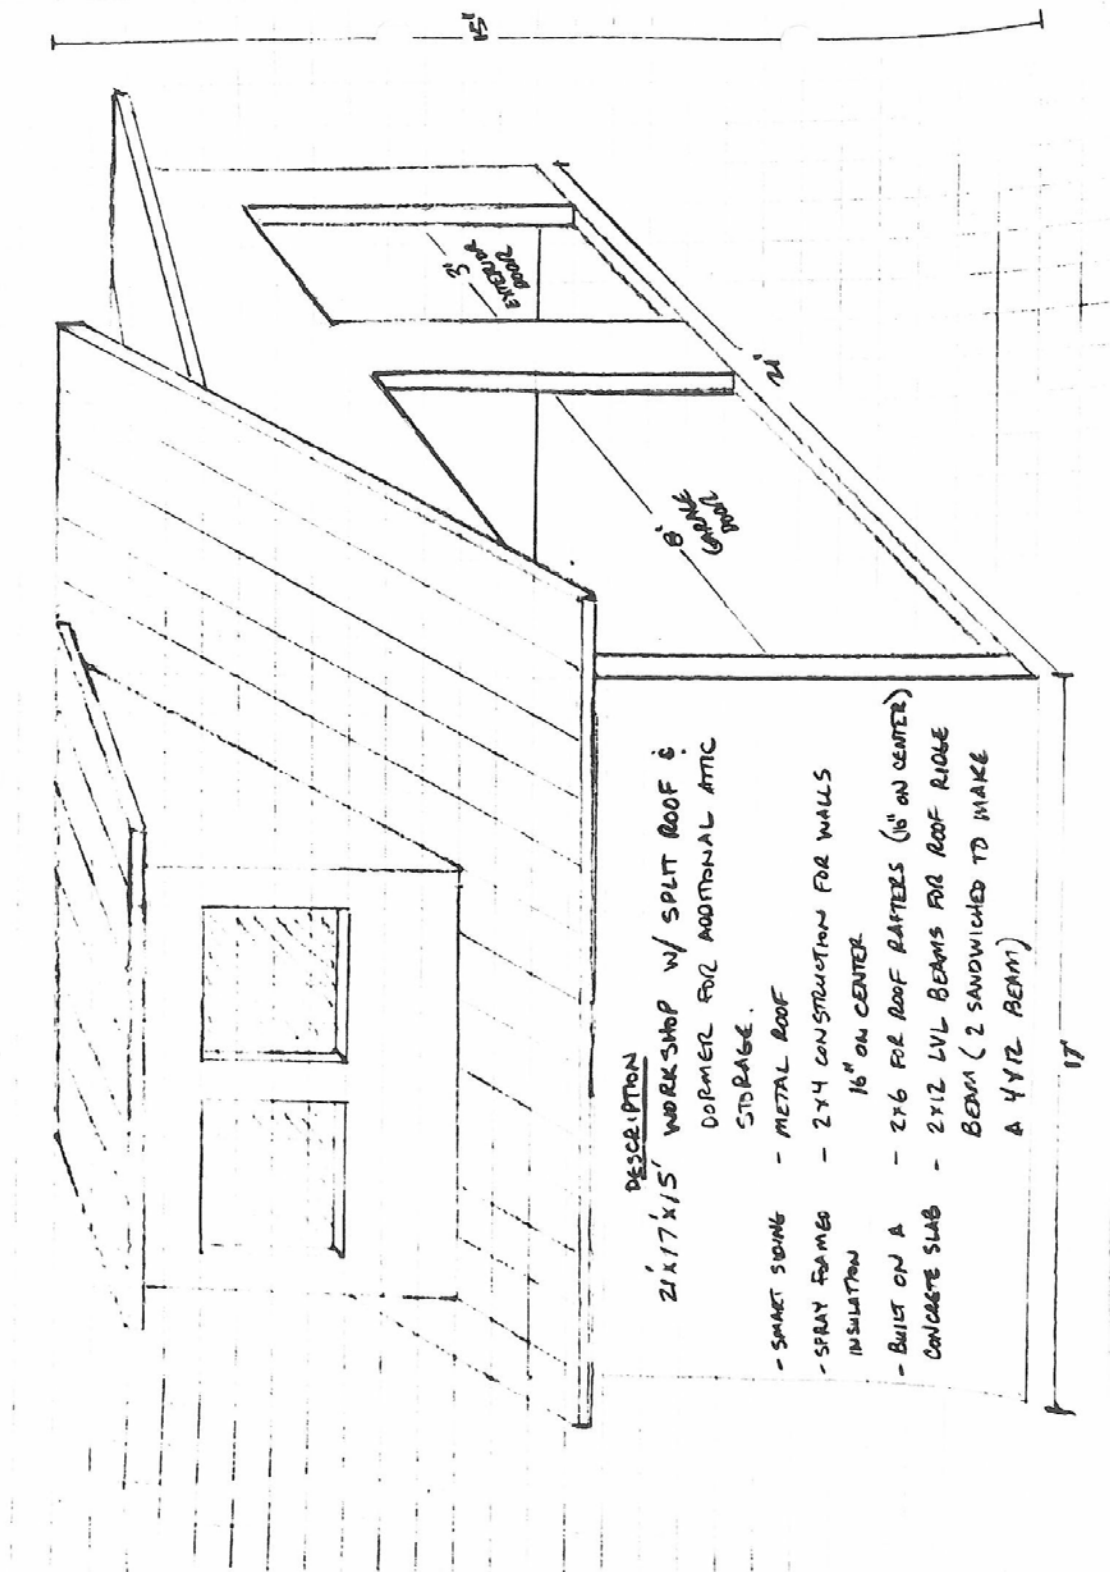 15'
3'
EXTERIOR
DOOR
8'
GARAGE
DOOR
21'
17'
DESCRIPTION
21'x17'x15' WORKSHOP W/ SPLIT ROOF &
DORMER FOR ADDITIONAL ATTIC
STORAGE.
- SMART SIDING
- SPRAY FOAMED
INSULATION
- BUILT ON A
CONCRETE SLAB
- METAL ROOF
- 2x4 CONSTRUCTION FOR WALLS
16" ON CENTER
- 2x6 FOR ROOF RAFTERS (16" ON CENTER)
- 2x12 LVL BEAMS FOR ROOF RIDGE
BEAM (2 SANDWICHED TO MAKE
A 4x12 BEAM)